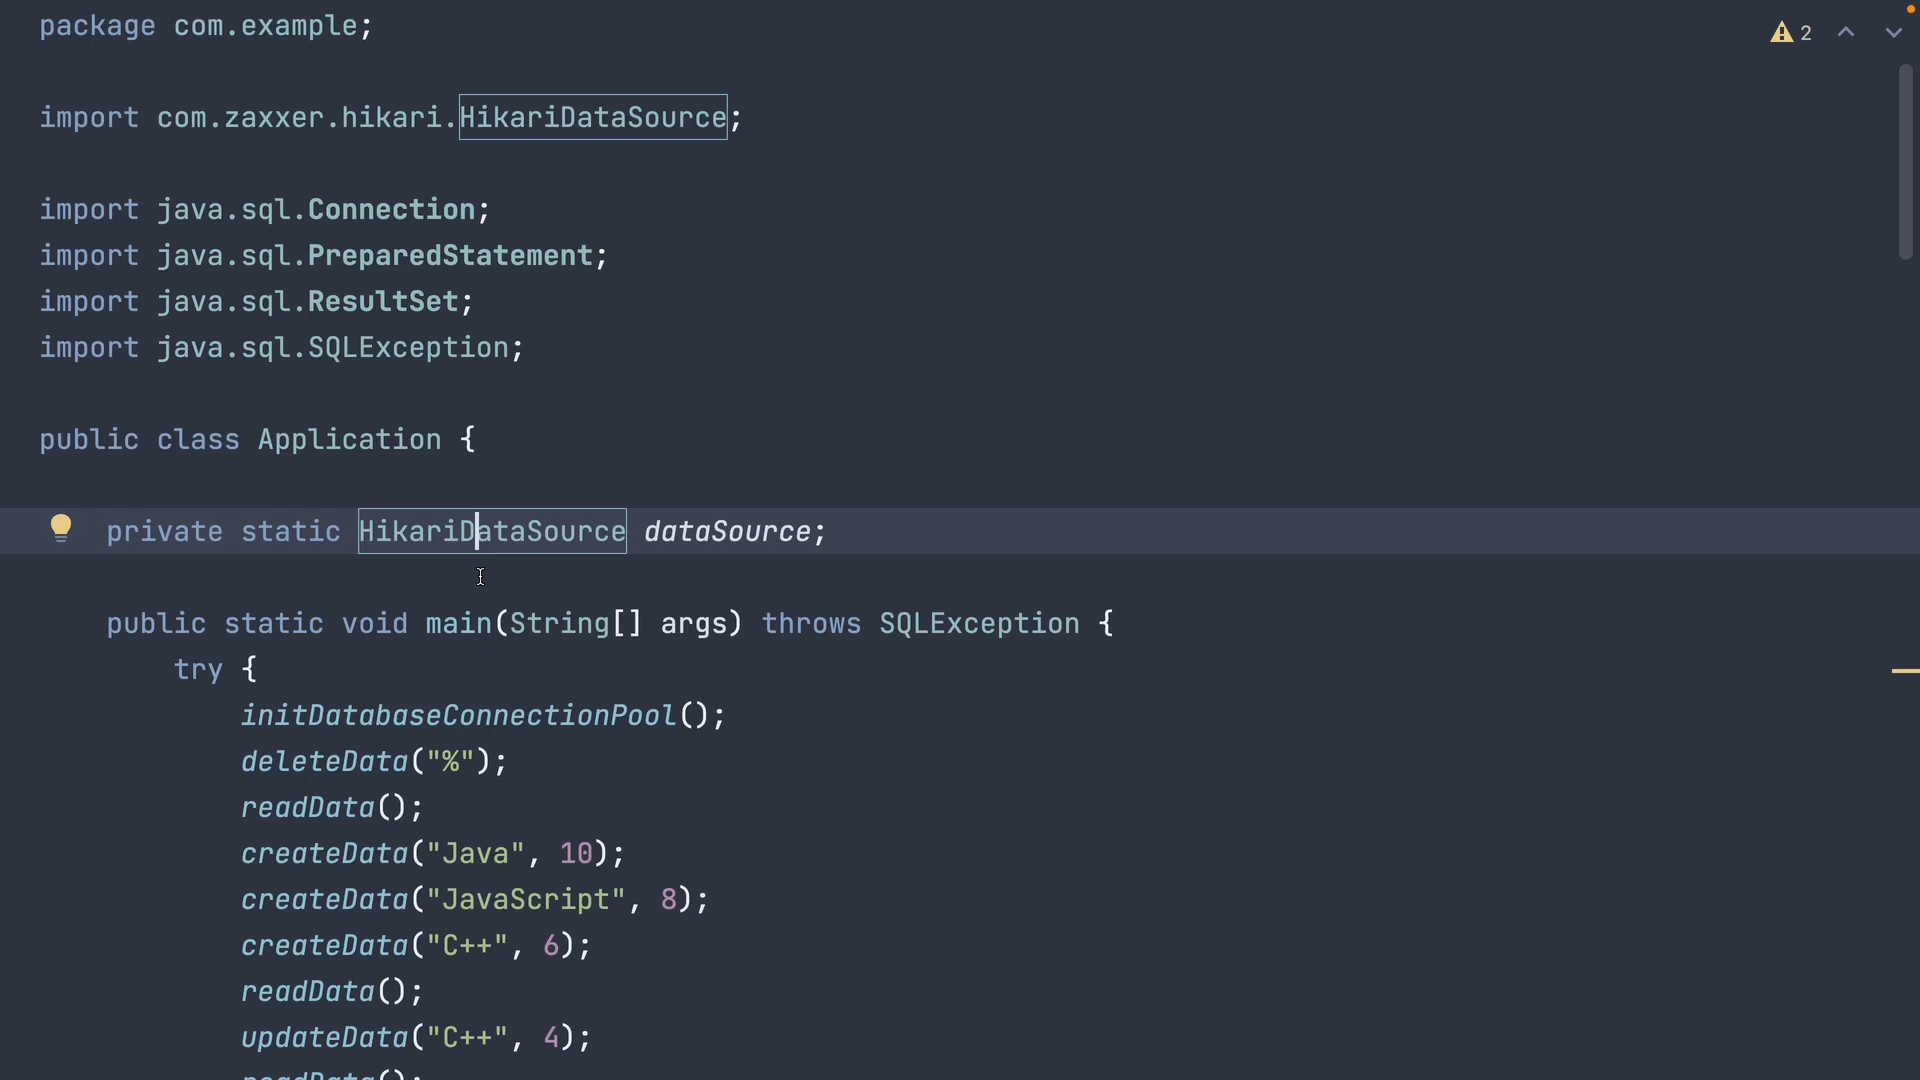 package com.example;
2
import com.zaxxer.hikari.HikariDataSource;
import java.sql.Connection;
import java.sql.PreparedStatement;
import java.sql.ResultSet;
import java.sql.SQLException;
public class Application {
private static HikariDataSource dataSource;
public static void main(String[] args) throws SQLException {
try {
initDatabaseConnectionPool();
deleteData("%");
readData();
createData("Java", 10);
createData("JavaScript", 8);
createData("C++", 6);
readData();
updateData("C++", 4);
readData();